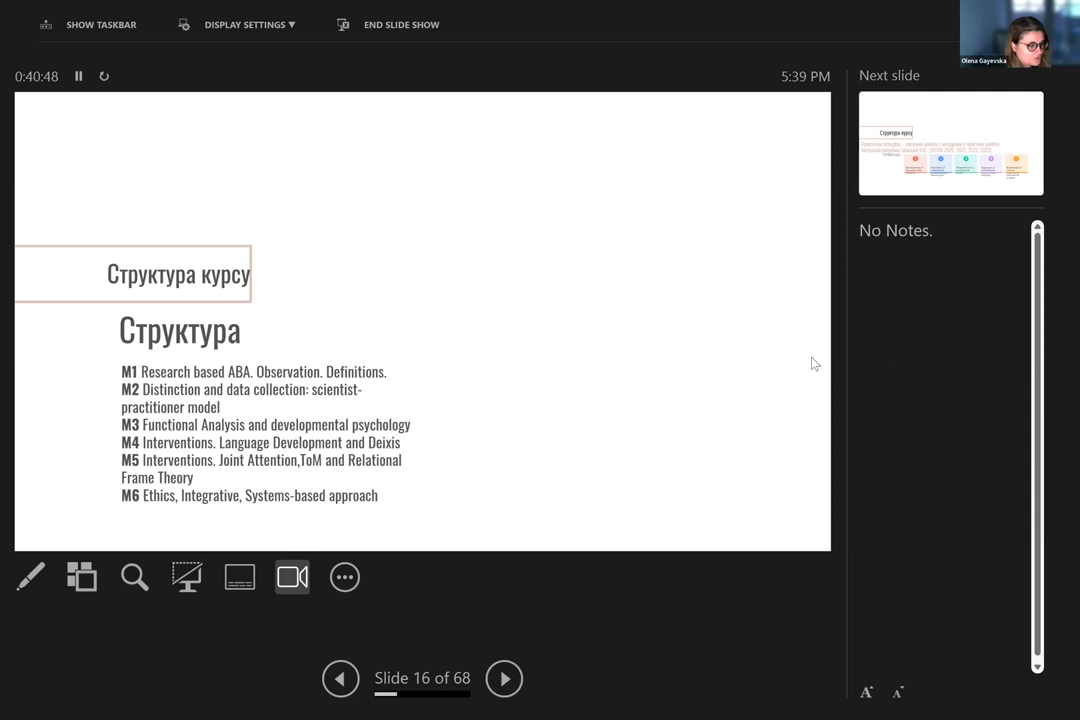 SHOW TASKBAR
DISPLAY SETTINGS ▼
END SLIDE SHOW
Olena Gayevska
0:40:48
5:39 PM
Next slide
Структура курсу
Структура
M1 Research based ABA. Observation. Definitions.
M2 Distinction and data collection: scientist-
practitioner model
M3 Functional Analysis and developmental psychology
M4 Interventions. Language Development and Deixis
M5 Interventions. Joint Attention,ToM and Relational
Frame Theory
M6 Ethics, Integrative, Systems-based approach
Структура курсу
No Notes.
Slide 16 of 68
A A